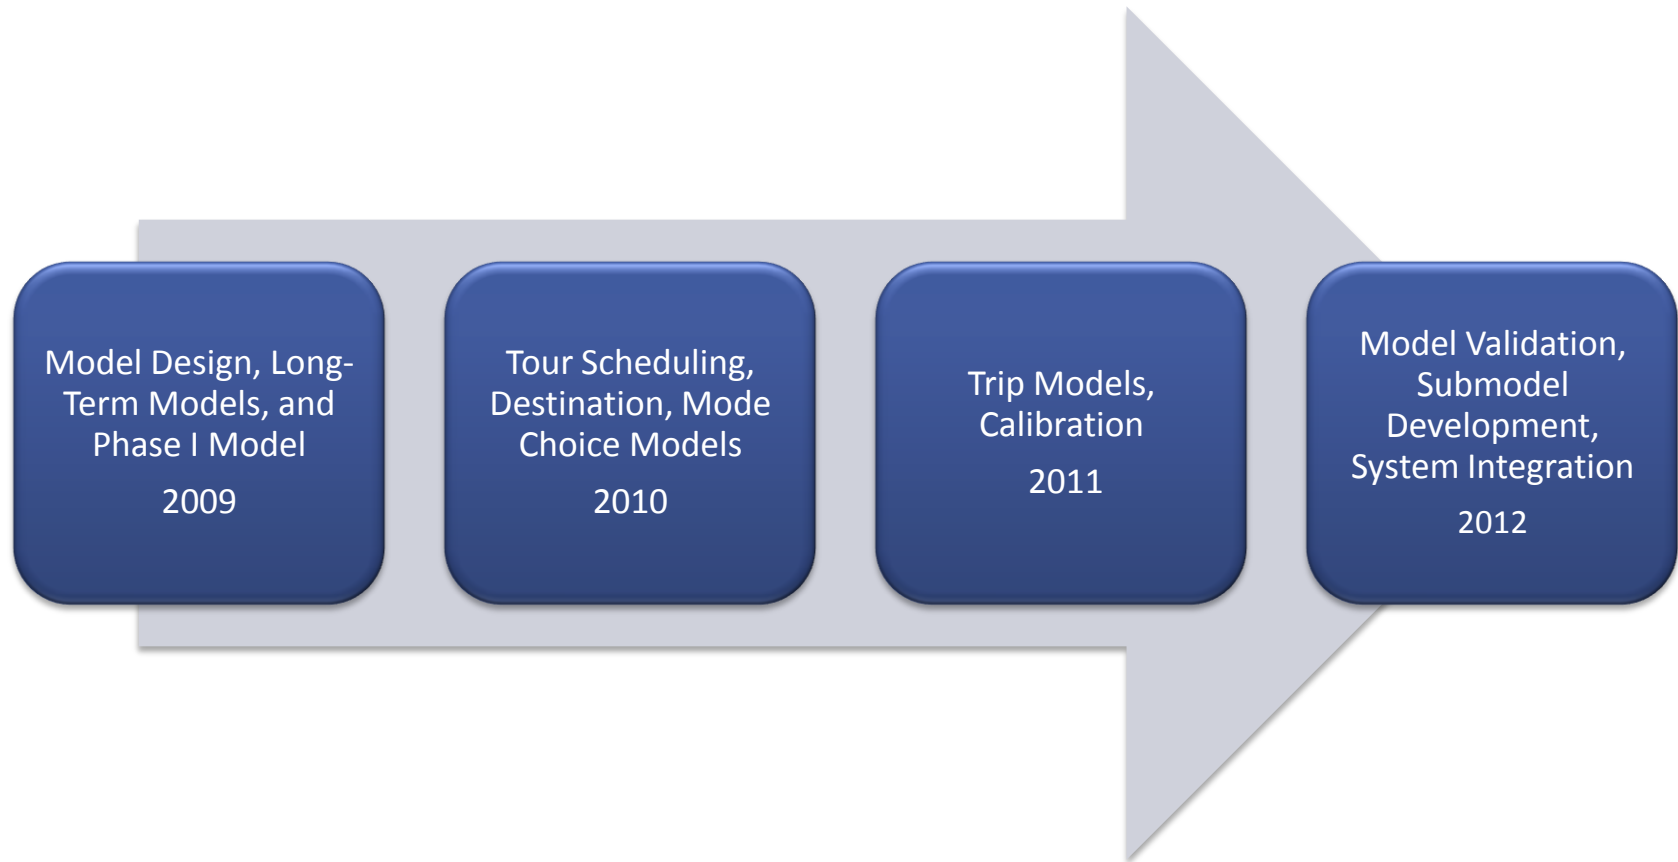 Model Design, Long-
Term Models, and
Phase I Model
2009
Tour Scheduling,
Destination, Mode
Choice Models
2010
Trip Models,
Calibration
2011
Model Validation,
Submodel
Development,
System Integration
2012